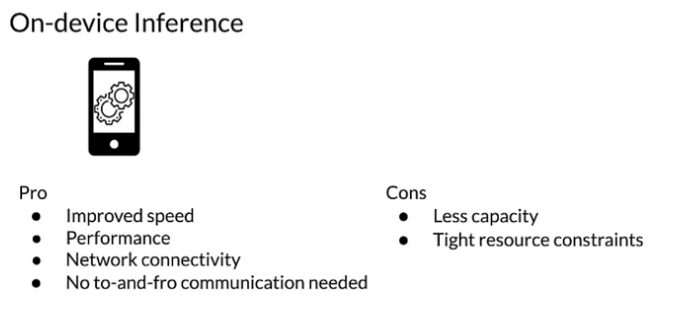 On-device Inference
Pro
● Improved speed
● Performance
● Network connectivity
● No to-and-fro communication needed
Cons
● Less capacity
● Tight resource constraints